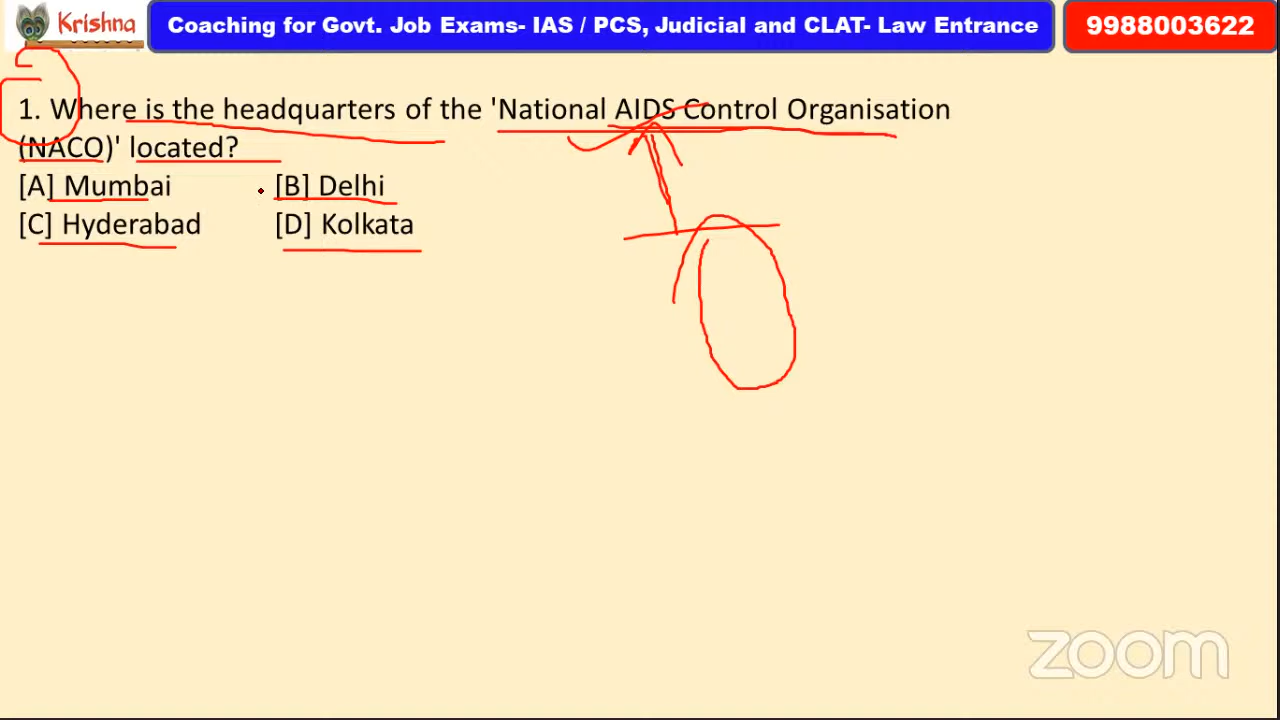 Krishna
Coaching for Govt. Job Exams- IAS / PCS, Judicial and CLAT- Law Entrance
9988003622
1. Where is the headquarters of the 'National AIDS Control Organisation
(NACO)' located?
[A] Mumbai [B] Delhi
[C] Hyderabad [D] Kolkata
zoom